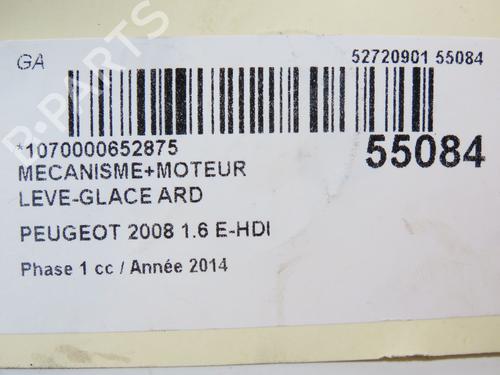 GA
52720901 55084
*1070000652875
55084
MECANISME+MOTEUR
LEVE-GLACE ARD
PEUGEOT 2008 1.6 E-HDI
Phase 1 cc / Année 2014
B-PARTS